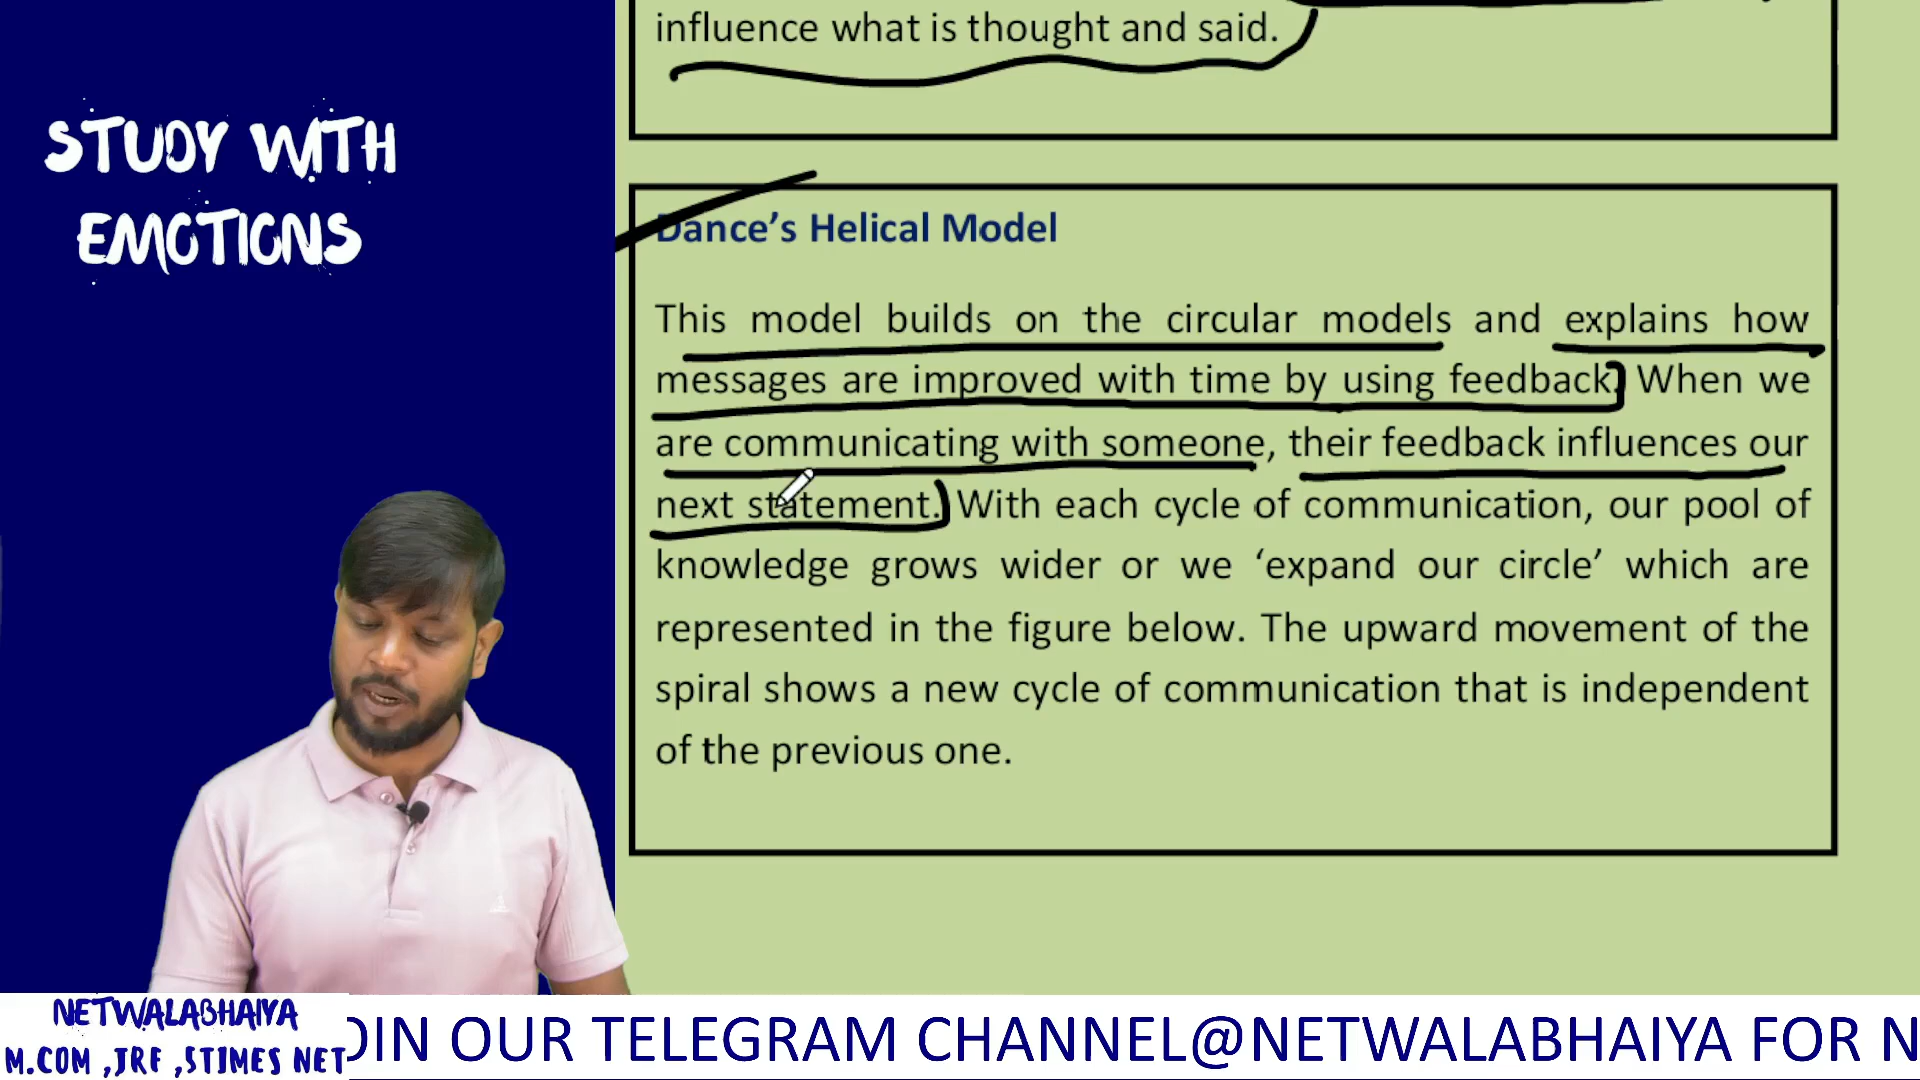 STUDY WITH
EMOTIONS
influence what is thought and said.
Dance's Helical Model
This model builds on the circular models and explains how
messages are improved with time by using feedback. When we
are communicating with someone, their feedback influences our
next statement. With each cycle of communication, our pool of
knowledge grows wider or we ‘expand our circle’ which are
represented in the figure below. The upward movement of the
spiral shows a new cycle of communication that is independent
of the previous one.
NETWALABHAIYA
M.COM ,JRF ,5TIMES NET
OIN OUR TELEGRAM CHANNEL@NETWALABHAIYA FOR N